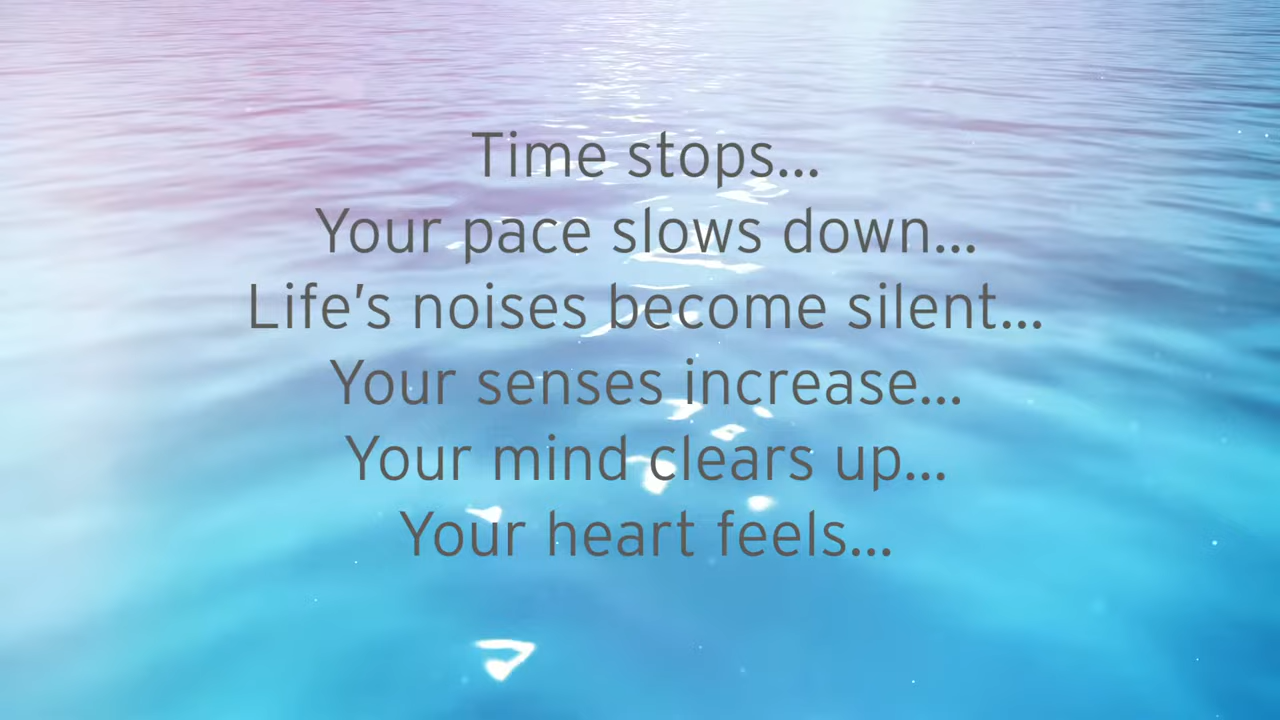 Time stops...
Your pace slows down...
Life's noises become silent...
Your senses increase...
Your mind clears up...
Your heart feels...